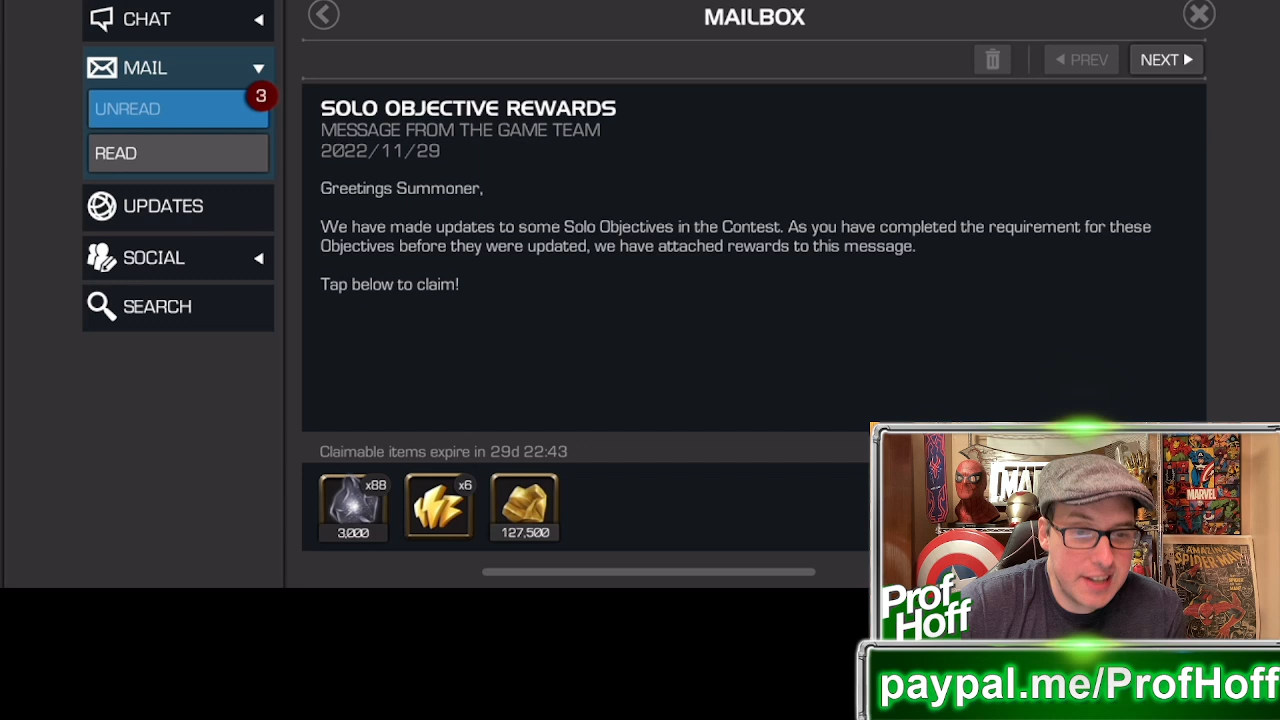 CHAT
MAIL
3
UNREAD
READ
UPDATES
SOCIAL
SEARCH
MAILBOX
PREV
NEXT
SOLO OBJECTIVE REWARDS
MESSAGE FROM THE GAME TEAM
2022/11/29
Greetings Summoner,
We have made updates to some Solo Objectives in the Contest. As you have completed the requirement for these
Objectives before they were updated, we have attached rewards to this message.
Tap below to claim!
Claimable items expire in 29d 22:43
x88
3,000
x6
127,500
MARVEL
AMAZING
SPIDER-MAN
Prof
Hoff
paypal.me/ProfHoff